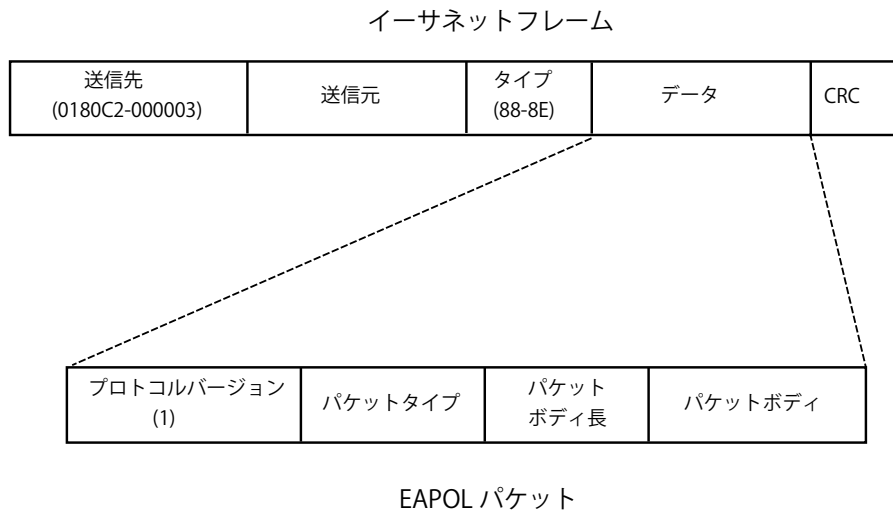 イーサネットフレーム
送信先
(0180C2-000003)
送信元
タイプ
(88-8E)
データ
CRC
プロトコルバージョン
(1)
パケットタイプ
パケット
ボディ長
パケットボディ
EAPOL パケット